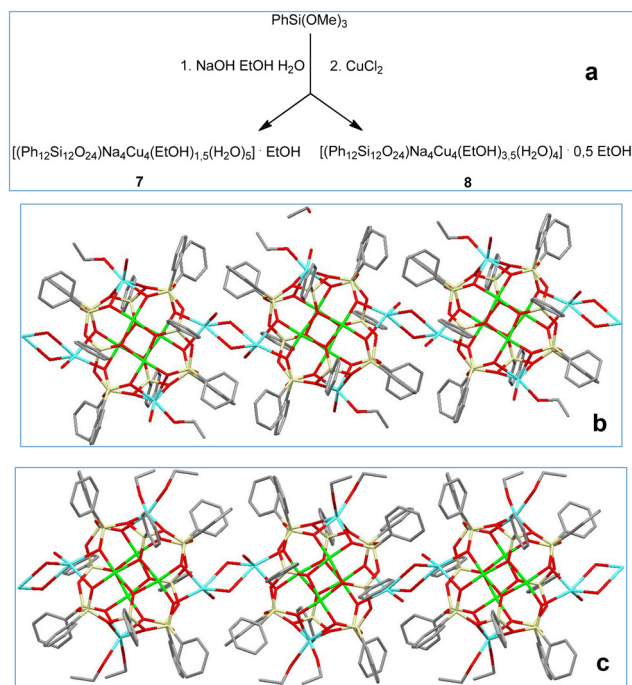 PhSi(OMe)₃
1. NaOH EtOH H₂O 2. CuCl₂
a
[(Ph₁₂Si₁₂O₂₄)Na₄Cu₄(EtOH)₁,₅(H₂O)₅] · EtOH [(Ph₁₂Si₁₂O₂₄)Na₄Cu₄(EtOH)₃,₅(H₂O)₄] · 0,5 EtOH
7 8
b
c